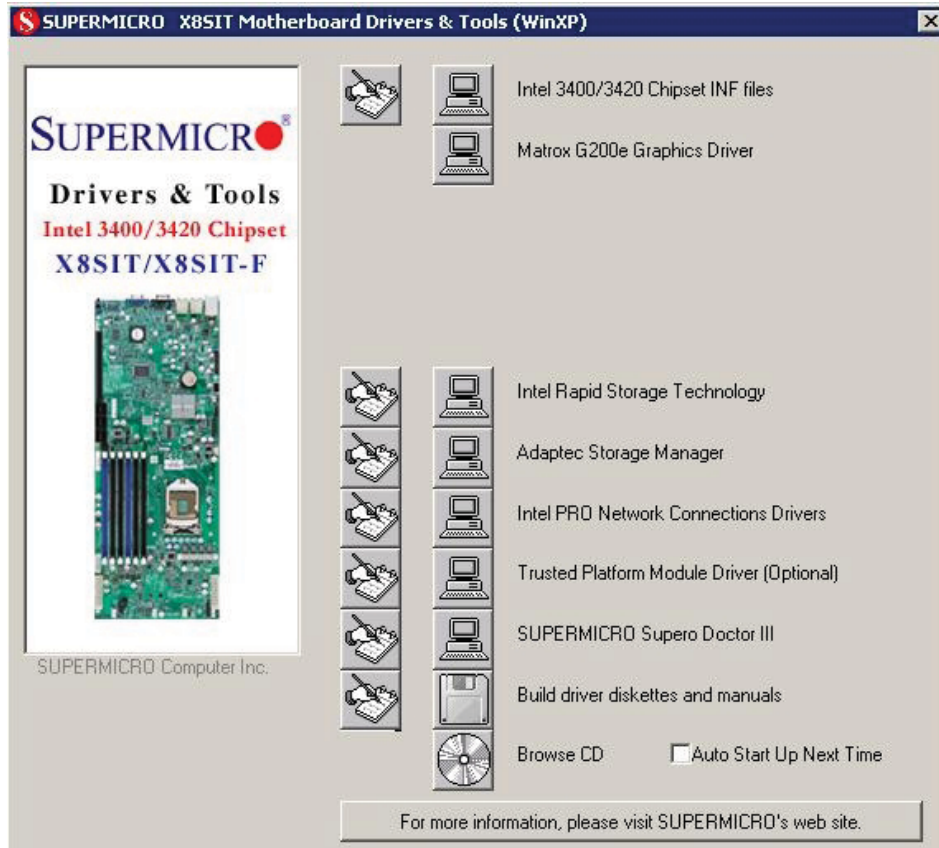 SUPERMICRO X8SIT Motherboard Drivers & Tools (WinXP)
SUPERMICRO®
Drivers & Tools
Intel 3400/3420 Chipset
X8SIT/X8SIT-F
SUPERMICRO Computer Inc.
Intel 3400/3420 Chipset INF files
Matrox G200e Graphics Driver
Intel Rapid Storage Technology
Adaptec Storage Manager
Intel PRO Network Connections Drivers
Trusted Platform Module Driver (Optional)
SUPERMICRO Supero Doctor III
Build driver diskettes and manuals
Browse CD
Auto Start Up Next Time
For more information, please visit SUPERMICRO's web site.